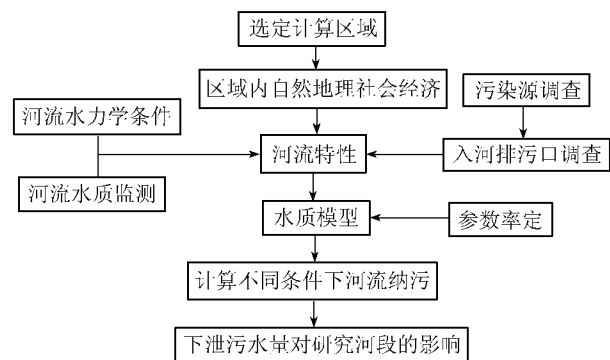 选定计算区域
区域内自然地理社会经济
污染源调查
河流水力学条件
河流特性
入河排污口调查
河流水质监测
水质模型
参数率定
计算不同条件下河流纳污
下泄污水量对研究河段的影响